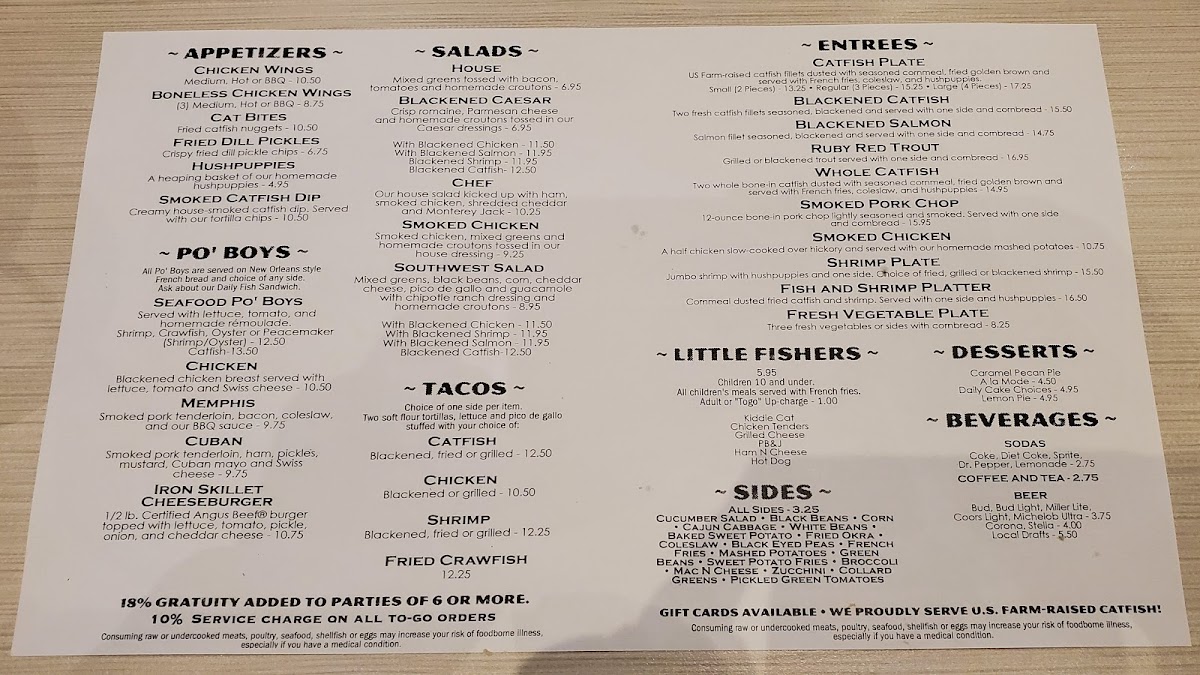 ~ APPETIZERS ~
CHICKEN WINGS
Medium, Hot or BBQ - 10.50
BONELESS CHICKEN WINGS
(3) Medium, Hot or BBQ - 8.75
CAT BITES
Fried catfish nuggets - 10.50
FRIED DILL PICKLES
Crispy fried dill pickle chips - 6.75
HUSHPUPPIES
A heaping basket of our homemade
hushpuppies - 4.95
SMOKED CATFISH DIP
Creamy house-smoked catfish dip. Served
with our tortilla chips - 10.50
~ PO' BOYS ~
All Po' Boys are served on New Orleans style
French bread and choice of any side.
Ask about our Daily Fish Sandwich.
SEAFOOD PO' BOYS
Served with lettuce, tomato, and
homemade rémoulade.
Shrimp, Crawfish, Oyster or Peacemaker
(Shrimp/Oyster) - 12.50
Catfish-13.50
CHICKEN
Blackened chicken breast served with
lettuce, tomato and Swiss cheese - 10.50
MEMPHIS
Smoked pork tenderloin, bacon, coleslaw,
and our BBQ sauce - 9.75
CUBAN
Smoked pork tenderloin, ham, pickles,
mustard, Cuban mayo and Swiss
cheese - 9.75
IRON SKILLET
CHEESEBURGER
1/2 lb. Certified Angus Beef® burger
topped with lettuce, tomato, pickle,
onion, and cheddar cheese - 10.75
~ SALADS ~
HOUSE
Mixed greens tossed with bacon,
tomatoes and homemade croutons - 6.95
BLACKENED CAESAR
Crisp romaine, Parmesan cheese
and homemade croutons tossed in our
Caesar dressings - 6.95
With Blackened Chicken - 11.50
With Blackened Salmon - 11.95
Blackened Shrimp - 11.95
Blackened Catfish- 12.50
CHEF
Our house salad kicked up with ham,
smoked chicken, shredded cheddar
and Monterey Jack - 10.25
SMOKED CHICKEN
Smoked chicken, mixed greens and
homemade croutons tossed in our
house dressing - 9.25
SOUTHWEST SALAD
Mixed greens, black beans, corn, cheddar
cheese, pico de gallo and guacamole
with chipotle ranch dressing and
homemade croutons - 8.95
With Blackened Chicken - 11.50
With Blackened Shrimp - 11.95
With Blackened Salmon - 11.95
Blackened Catfish-12.50
~ TACOS ~
Choice of one side per item.
Two soft flour tortillas, lettuce and pico de gallo
stuffed with your choice of:
CATFISH
Blackened, fried or grilled - 12.50
CHICKEN
Blackened or grilled - 10.50
SHRIMP
Blackened, fried or grilled - 12.25
FRIED CRAWFISH
12.25
18% GRATUITY ADDED TO PARTIES OF 6 OR MORE.
10% SERVICE CHARGE ON ALL TO-GO ORDERS
Consuming raw or undercooked meats, poultry, seafood, shellfish or eggs may increase your risk of foodborne illness,
especially if you have a medical condition.
~ ENTREES ~
CATFISH PLATE
US Farm-raised catfish fillets dusted with seasoned cornmeal, fried golden brown and
served with French fries, coleslaw, and hushpuppies.
Small (2 Pieces) - 13.25 • Regular (3 Pieces) - 15.25 • Large (4 Pieces) - 17.25
BLACKENED CATFISH
Two fresh catfish fillets seasoned, blackened and served with one side and cornbread - 15.50
BLACKENED SALMON
Salmon fillet seasoned, blackened and served with one side and cornbread - 14.75
RUBY RED TROUT
Grilled or blackened trout served with one side and cornbread - 16.95
WHOLE CATFISH
Two whole bone-in catfish dusted with seasoned cornmeal, fried golden brown and
served with French fries, coleslaw, and hushpuppies - 14.95
SMOKED PORK CHOP
12-ounce bone-in pork chop lightly seasoned and smoked. Served with one side
and cornbread - 15.95
SMOKED CHICKEN
A half chicken slow-cooked over hickory and served with our homemade mashed potatoes - 10.75
SHRIMP PLATE
Jumbo shrimp with hushpuppies and one side. Choice of fried, grilled or blackened shrimp - 15.50
FISH AND SHRIMP PLATTER
Cornmeal dusted fried catfish and shrimp. Served with one side and hushpuppies - 16.50
FRESH VEGETABLE PLATE
Three fresh vegetables or sides with cornbread - 8.25
~ LITTLE FISHERS ~
5.95
Children 10 and under.
All children's meals served with French fries.
Adult or "Togo" Up-charge - 1.00
Kiddie Cat
Chicken Tenders
Grilled Cheese
PB&J
Ham N Cheese
Hot Dog
~ SIDES ~
ALL SIDES - 3.25
CUCUMBER SALAD • BLACK BEANS • CORN
• CAJUN CABBAGE • WHITE BEANS •
BAKED SWEET POTATO • FRIED OKRA •
COLESLAW • BLACK EYED PEAS • FRENCH
FRIES • MASHED POTATOES • GREEN
BEANS • SWEET POTATO FRIES • BROCCOLI
• MAC N CHEESE • ZUCCHINI • COLLARD
GREENS • PICKLED GREEN TOMATOES
~ DESSERTS ~
Caramel Pecan Pie
A la Mode - 4.50
Daily Cake Choices - 4.95
Lemon Pie - 4.95
~ BEVERAGES ~
SODAS
Coke, Diet Coke, Sprite,
Dr. Pepper, Lemonade - 2.75
COFFEE AND TEA - 2.75
BEER
Bud, Bud Light, Miller Lite,
Coors Light, Michelob Ultra - 3.75
Corona, Stella - 4.00
Local Drafts - 5.50
GIFT CARDS AVAILABLE • WE PROUDLY SERVE U.S. FARM-RAISED CATFISH!
Consuming raw or undercooked meats, poultry, seafood, shellfish or eggs may increase your risk of foodborne illness,
especially if you have a medical condition.